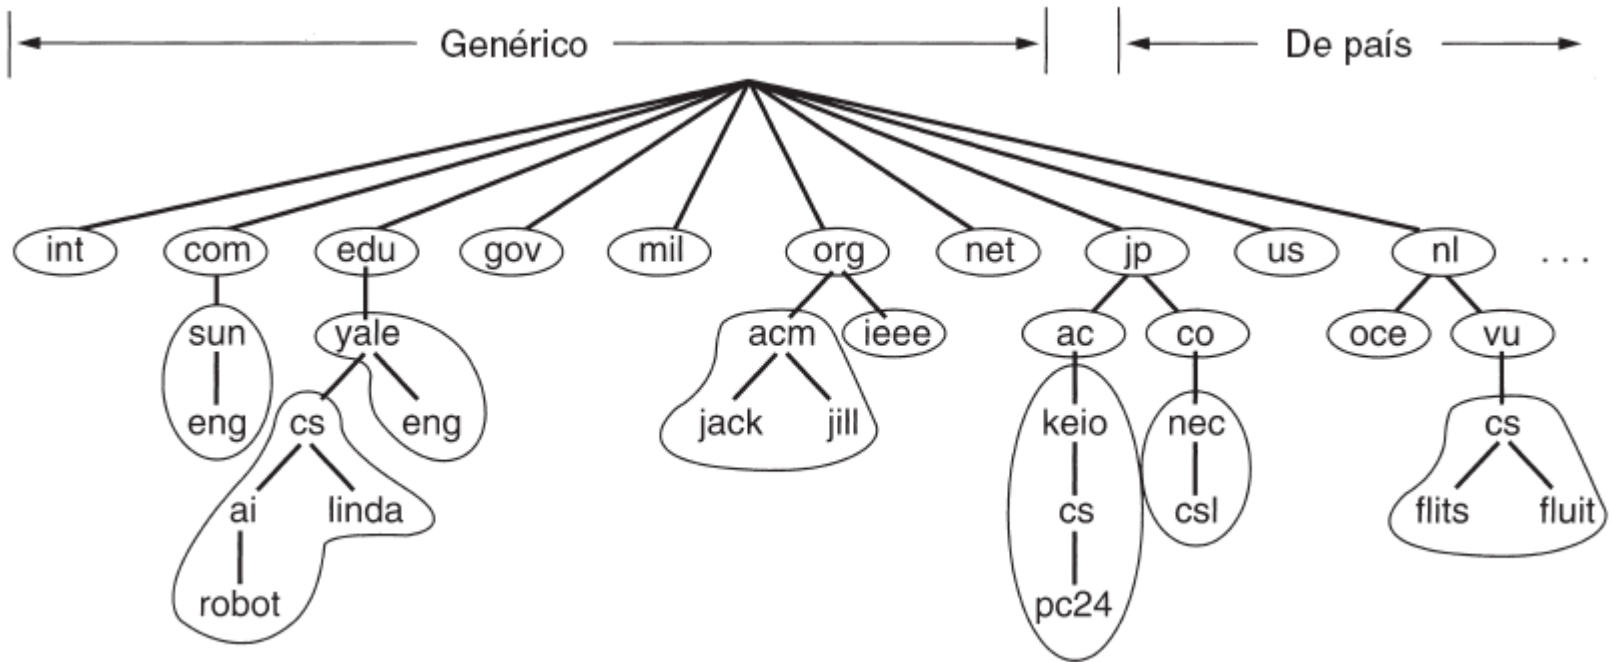 Genérico De país
int com edu gov mil org net jp us nl ...
sun yale acm ieee ac co oce vu
eng cs eng jack jill keio nec cs
ai linda cs csl flits fluit
robot pc24